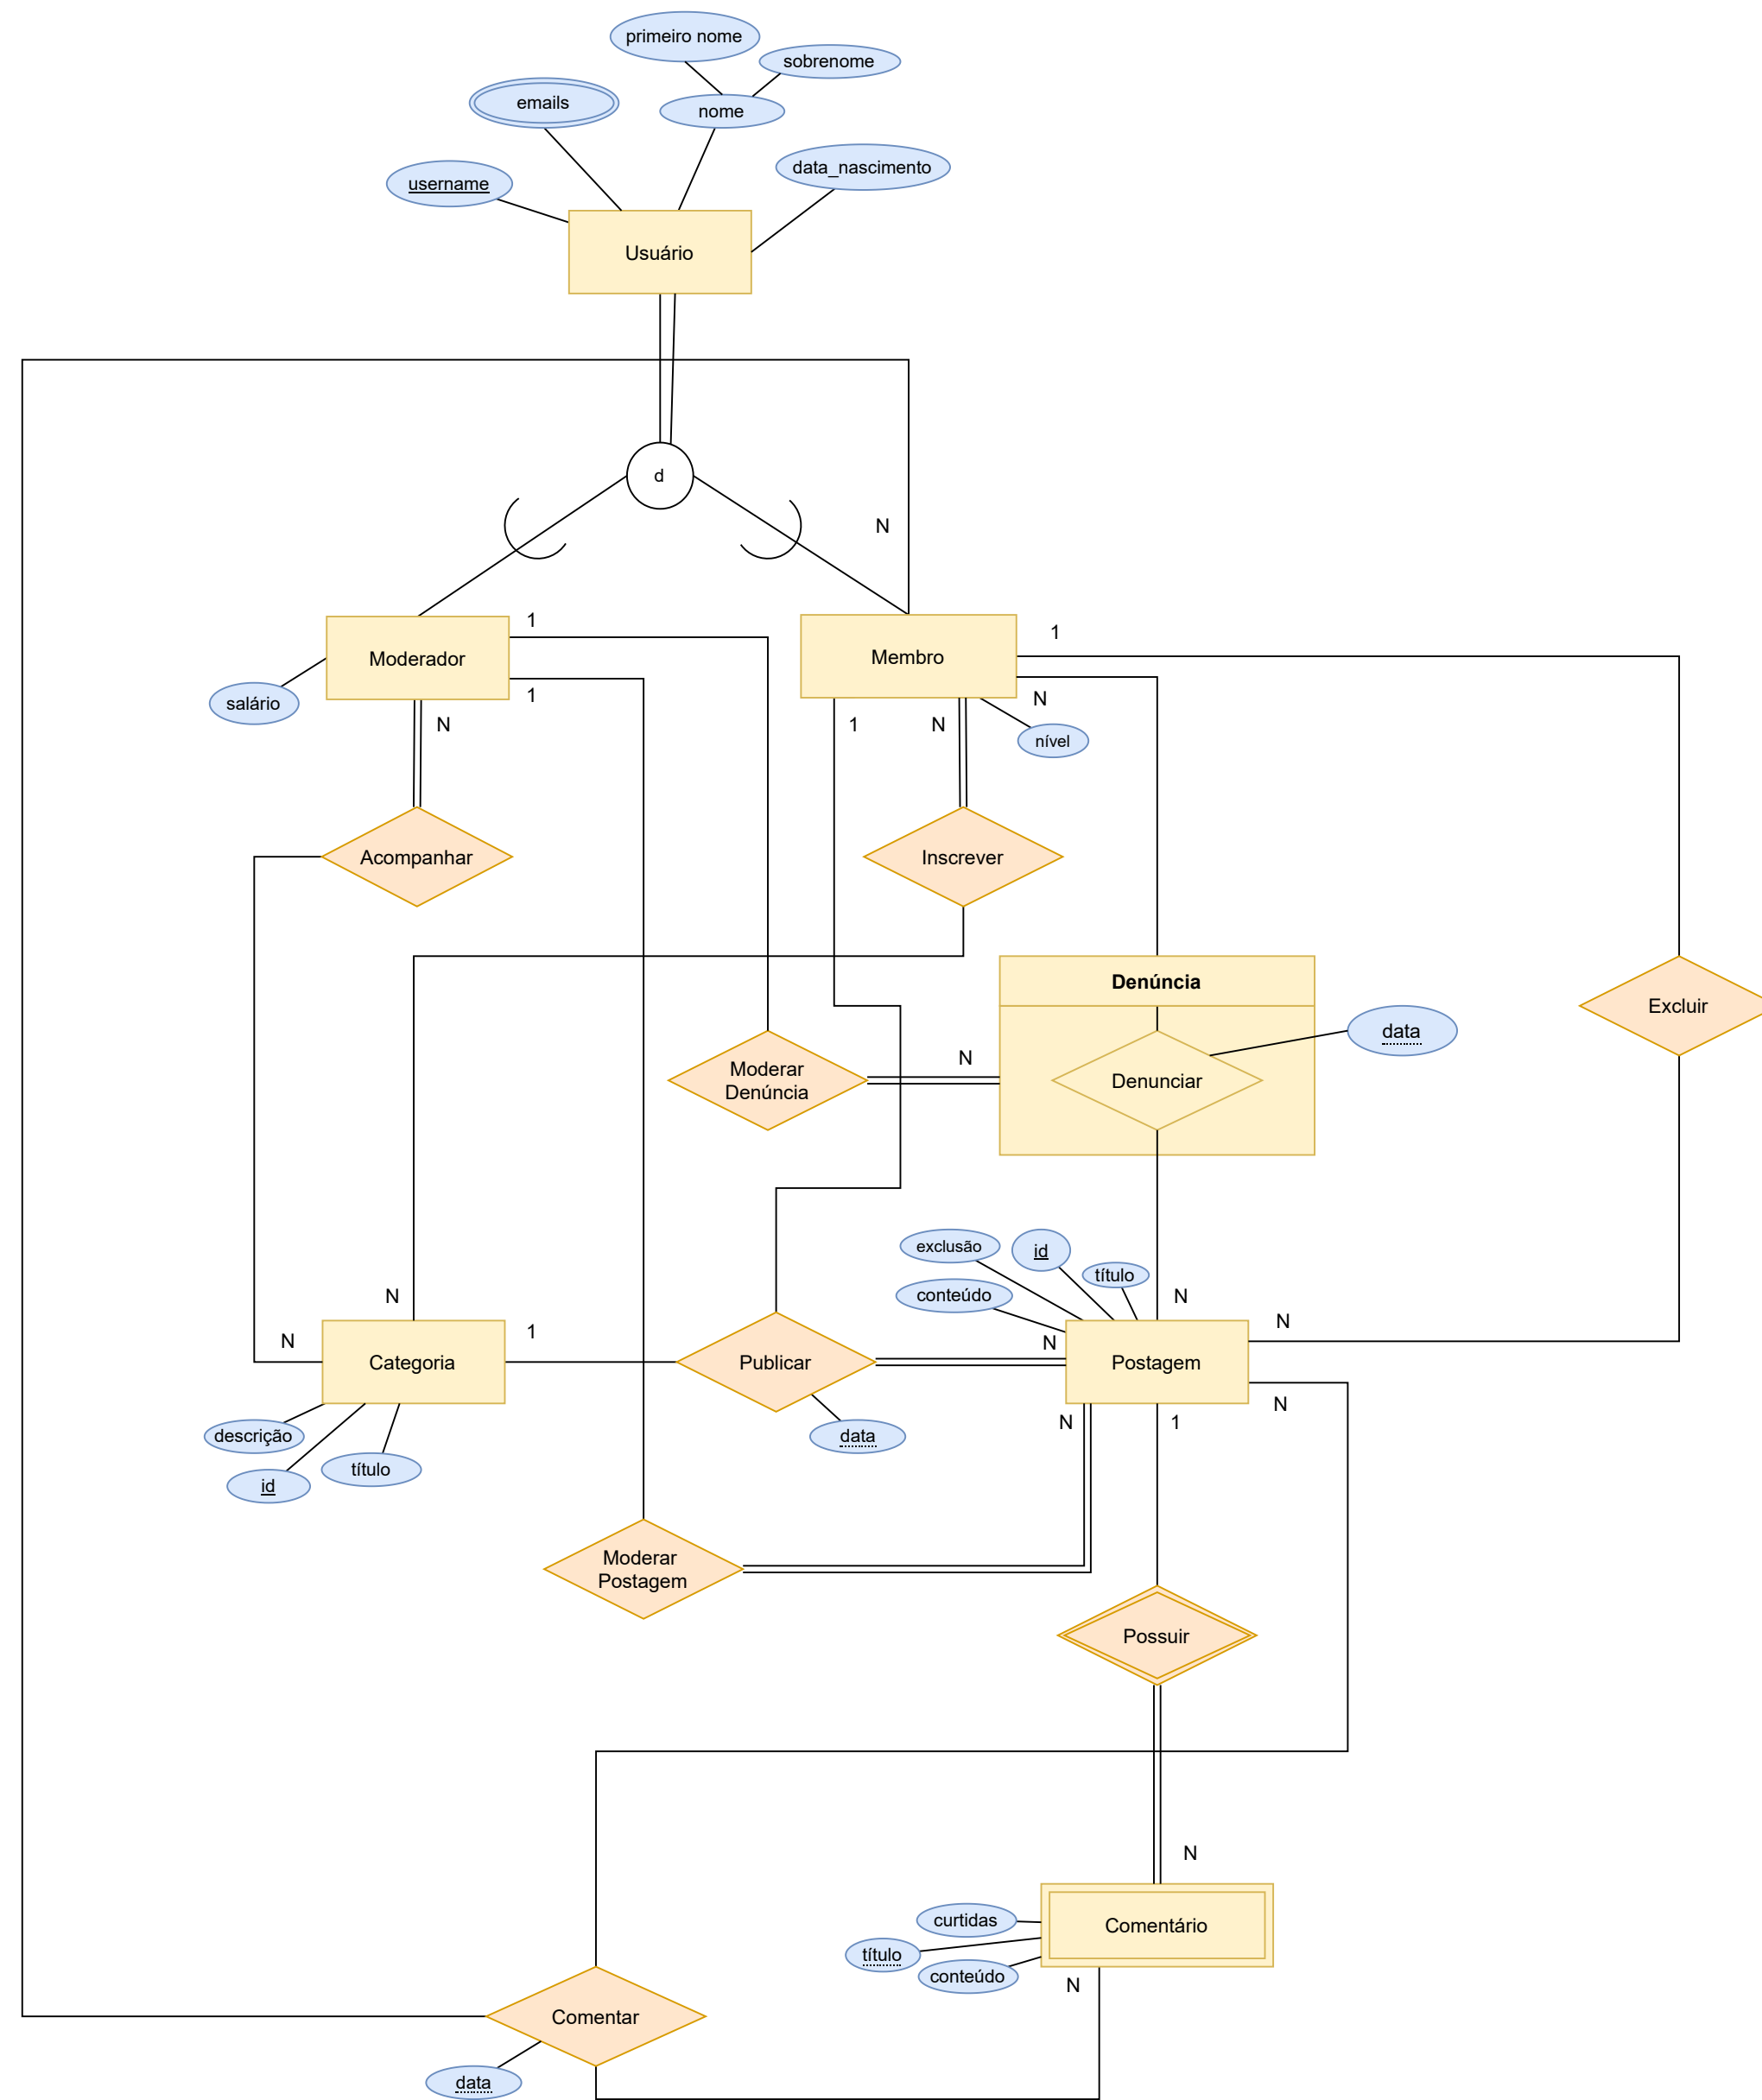 primeiro nome
sobrenome
emails
nome
data_nascimento
username
Usuário
d
N
1
1
Moderador
Membro
1
N
salário
N
1
N
nível
Acompanhar
Inscrever
Denúncia
Excluir
data
N
Moderar
Denúncia
Denunciar
exclusão
id
título
conteúdo
N
N
N
N
1
N
Categoria
Publicar
Postagem
N
N
1
descrição
data
título
id
Moderar
Postagem
Possuir
N
curtidas
Comentário
título
conteúdo
N
Comentar
data